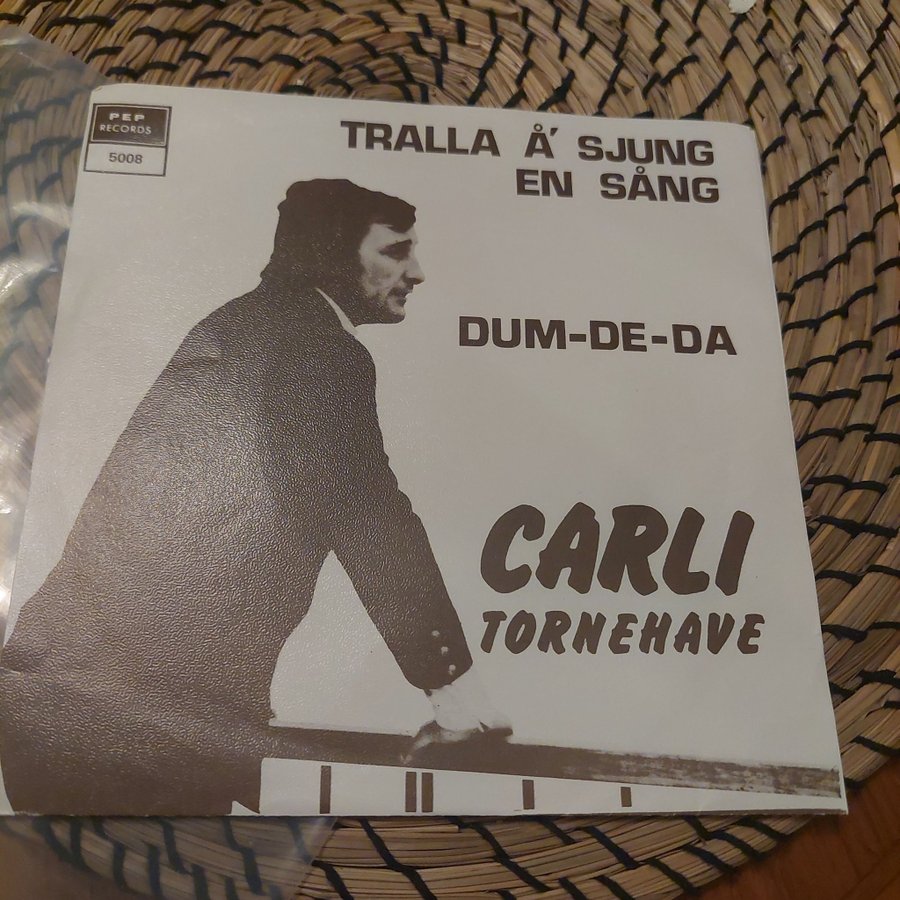 PEP
RECORDS
5008
TRALLA Å' SJUNG
EN SÅNG
DUM-DE-DA
CARLI
TORNEHAVE